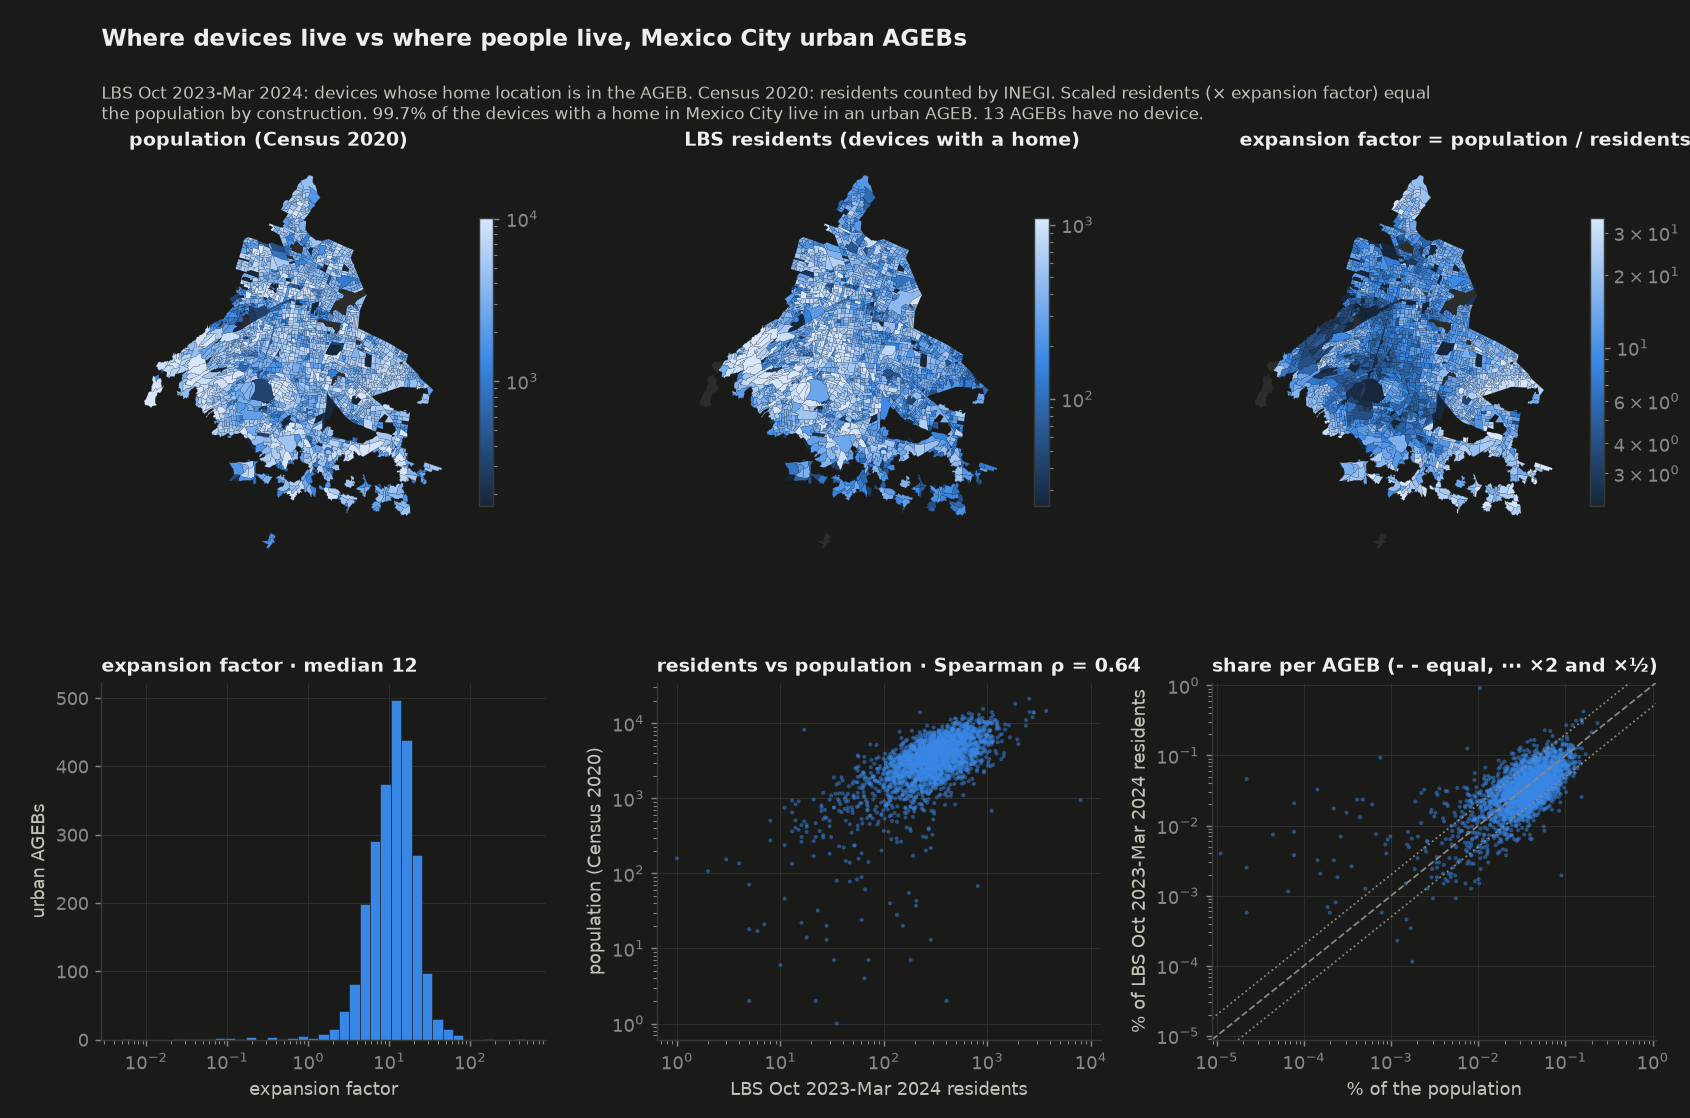 Where devices live vs where people live, Mexico City urban AGEBs
LBS Oct 2023-Mar 2024: devices whose home location is in the AGEB. Census 2020: residents counted by INEGI. Scaled residents (× expansion factor) equal
the population by construction. 99.7% of the devices with a home in Mexico City live in an urban AGEB. 13 AGEBs have no device.
population (Census 2020)
10⁴
10³
LBS residents (devices with a home)
10³
10²
expansion factor = population / residents
3 × 10¹
2 × 10¹
10¹
6 × 10⁰
4 × 10⁰
3 × 10⁰
expansion factor · median 12
urban AGEBs
500
400
300
200
100
0
10⁻² 10⁻¹ 10⁰ 10¹ 10²
expansion factor
residents vs population · Spearman ρ = 0.64
population (Census 2020)
10⁴
10³
10²
10¹
10⁰
10⁰ 10¹ 10² 10³ 10⁴
LBS Oct 2023-Mar 2024 residents
share per AGEB (- - equal, ··· ×2 and ×½)
% of LBS Oct 2023-Mar 2024 residents
10⁰
10⁻¹
10⁻²
10⁻³
10⁻⁴
10⁻⁵
10⁻⁵ 10⁻⁴ 10⁻³ 10⁻² 10⁻¹ 10⁰
% of the population